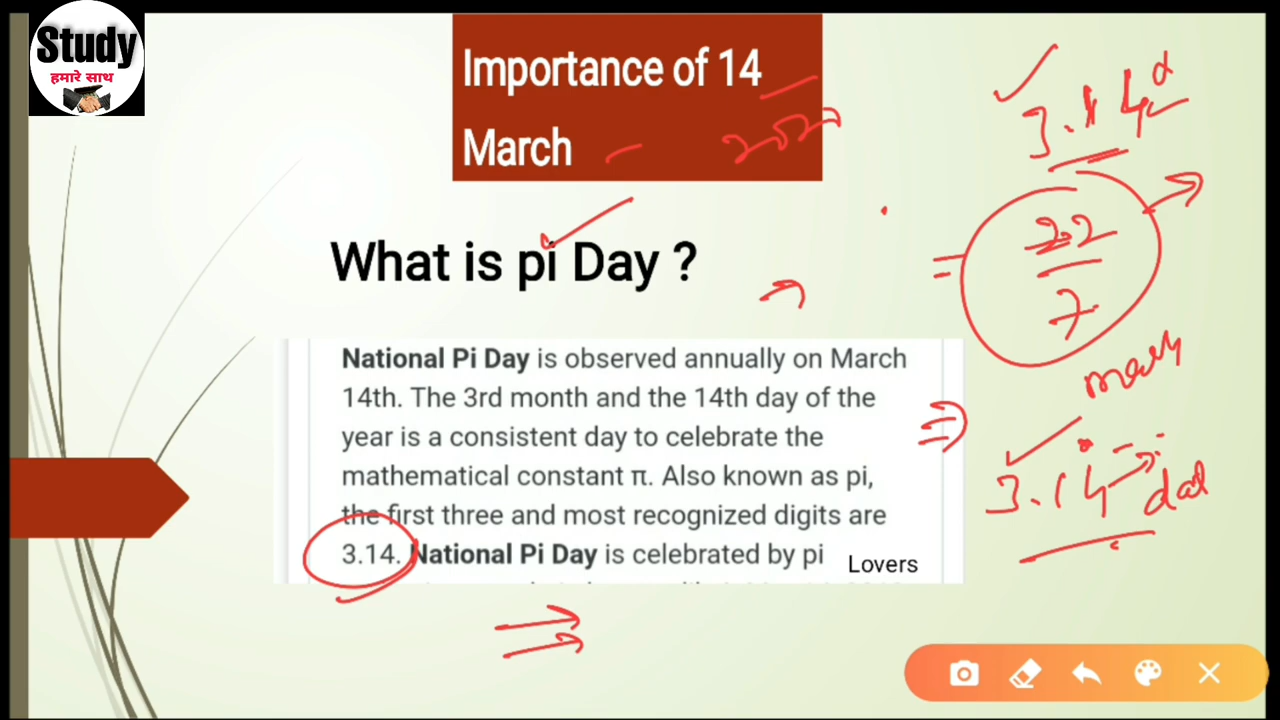 Study
हमारे साथ
Importance of 14
March
2020
What is pi Day ?
3.14
22
7
National Pi Day is observed annually on March
14th. The 3rd month and the 14th day of the
year is a consistent day to celebrate the
mathematical constant π. Also known as pi,
the first three and most recognized digits are
3.14. National Pi Day is celebrated by pi
Lovers
3.14